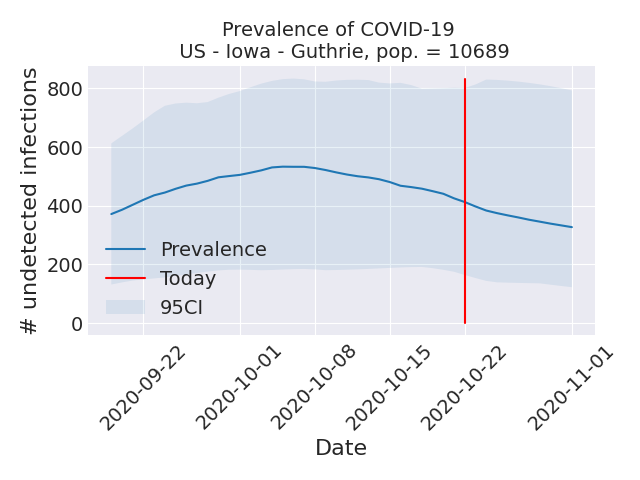 Prevalence of COVID-19
US - Iowa - Guthrie, pop. = 10689
# undetected infections
800
600
400
200
0
Prevalence
Today
95CI
2020-09-22
2020-10-01
2020-10-08
2020-10-15
2020-10-22
2020-11-01
Date